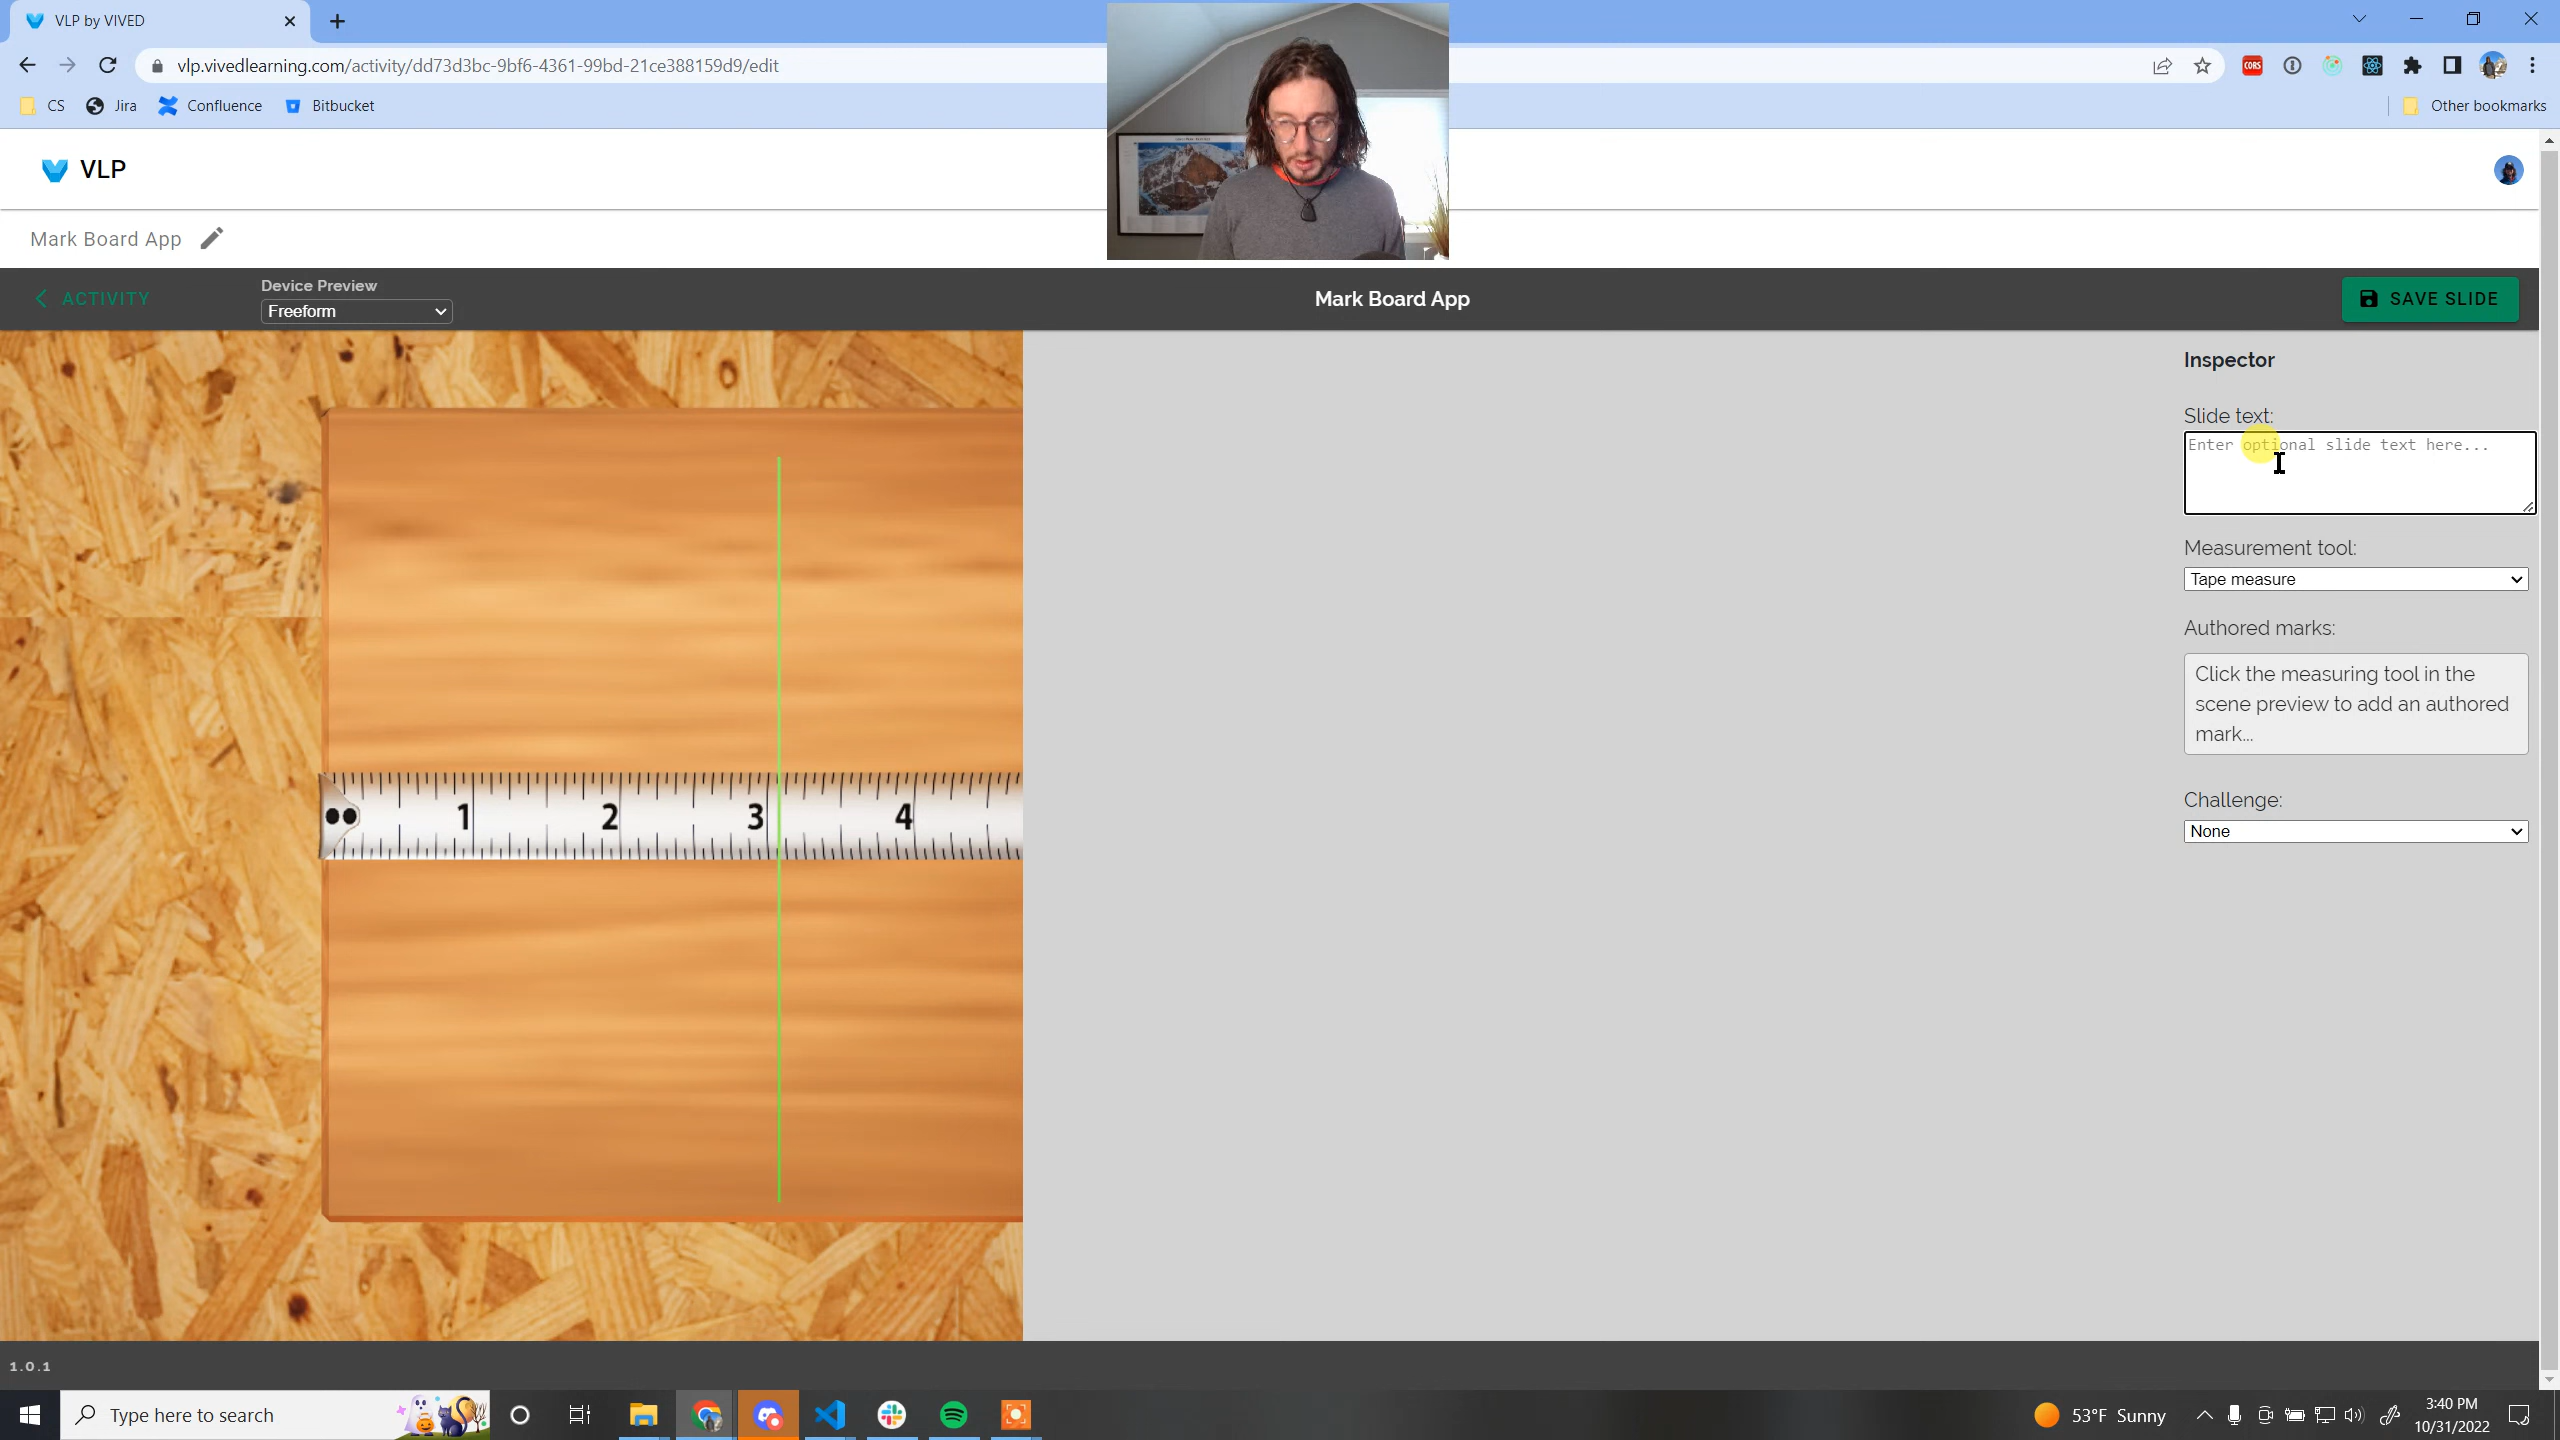 VLP by VIVED
vlp.vivedlearning.com/activity/dd73d3bc-9bf6-4361-99bd-21ce388159d9/edit
CORS
CS
Jira
Confluence
Bitbucket
Other bookmarks
VLP
Mark Board App
ACTIVITY
Device Preview
Freeform
Mark Board App
SAVE SLIDE
Inspector
Slide text:
Enter optional slide text here...
Measurement tool:
Tape measure
Authored marks:
Click the measuring tool in the
scene preview to add an authored
mark...
Challenge:
None
1 2 3 4
1.0.1
Type here to search
53°F Sunny
3:40 PM
10/31/2022